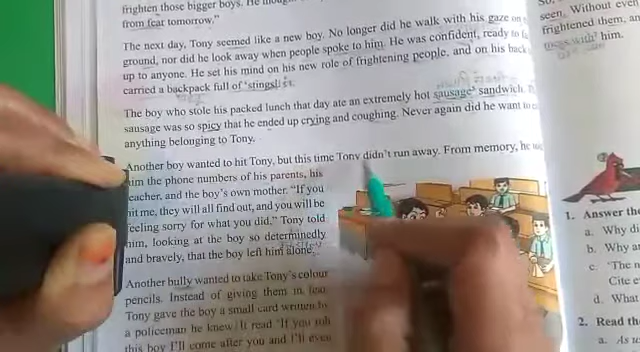 frighten those bigger boys. He
from fear tomorrow."
The next day, Tony seemed like a new boy. No longer did he walk with his gaze on
ground, nor did he look away when people spoke to him. He was confident, ready to
up to anyone. He set his mind on his new role of frightening people, and on his back
carried a backpack full of 'stings!'
The boy who stole his packed lunch that day ate an extremely hot sausage sandwich.
sausage was so spicy that he ended up crying and coughing. Never again did he want to
anything belonging to Tony.
Another boy wanted to hit Tony, but this time Tony didn't run away. From memory, he
him the phone numbers of his parents, his
teacher, and the boy's own mother. "If you
hit me, they will all find out, and you will be
feeling sorry for what you did." Tony told
him, looking at the boy so determinedly
and bravely, that the boy left him alone.
Another bully wanted to take Tony's colour
pencils. Instead of giving them in
Tony gave the boy a small card written by
a policeman he knew. It read 'If you rob
this boy I'll come after you and I'll even
seen. Without even
frightened them, an
mess with² him.
1. Answer the
a. Why di
b. Why an
c. 'The n
Cite e
d. What
2. Read th
a. As